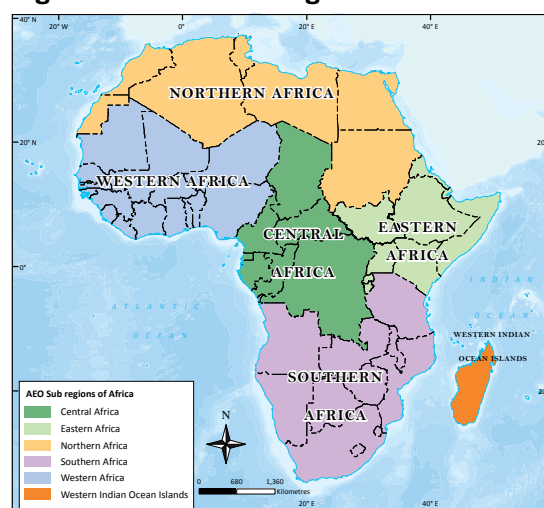 40° N
20° W
0°
20° E
40° E
NORTHERN AFRICA
20° N
WESTERN AFRICA
CENTRAL
AFRICA
EASTERN
AFRICA
0°
INDIAN
OCEAN
ATLANTIC
OCEAN
WESTERN INDIAN
OCEAN ISLANDS
SOUTHERN
AFRICA
AEO Sub regions of Africa
Central Africa
Eastern Africa
Northern Africa
Southern Africa
Western Africa
Western Indian Ocean Islands
N
0 680 1,360
Kilometres
0°
20° E
40° E